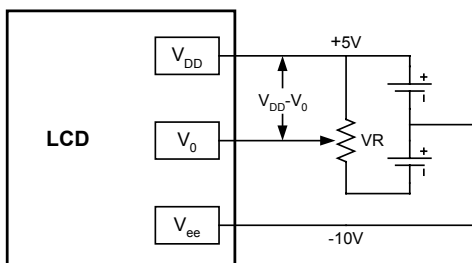 +5V
V_DD
V_DD-V_0
+
LCD
V_0
VR
+
V_ee
-10V